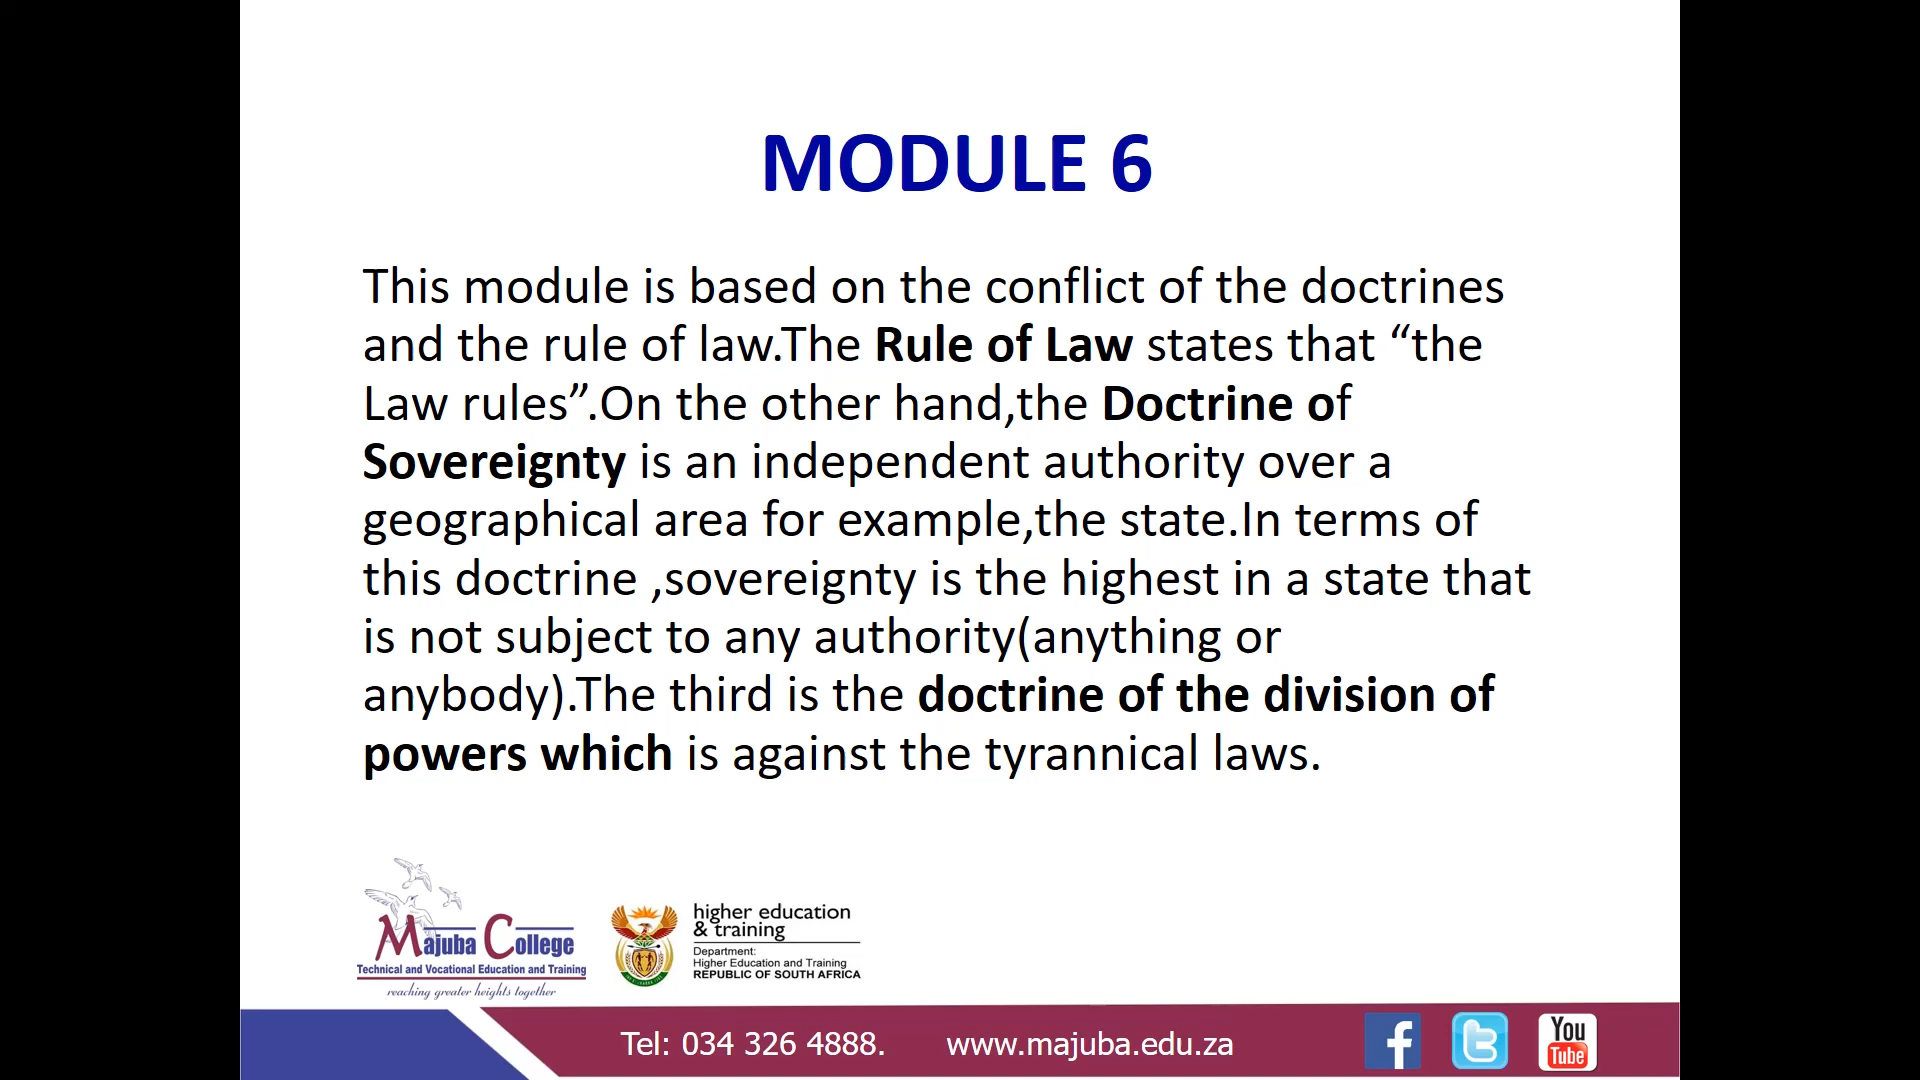 MODULE 6
This module is based on the conflict of the doctrines
and the rule of law.The Rule of Law states that “the
Law rules”.On the other hand,the Doctrine of
Sovereignty is an independent authority over a
geographical area for example,the state.In terms of
this doctrine ,sovereignty is the highest in a state that
is not subject to any authority(anything or
anybody).The third is the doctrine of the division of
powers which is against the tyrannical laws.
Majuba College
Technical and Vocational Education and Training
reaching greater heights together
higher education
& training
Department:
Higher Education and Training
REPUBLIC OF SOUTH AFRICA
Tel: 034 326 4888. www.majuba.edu.za
You
Tube